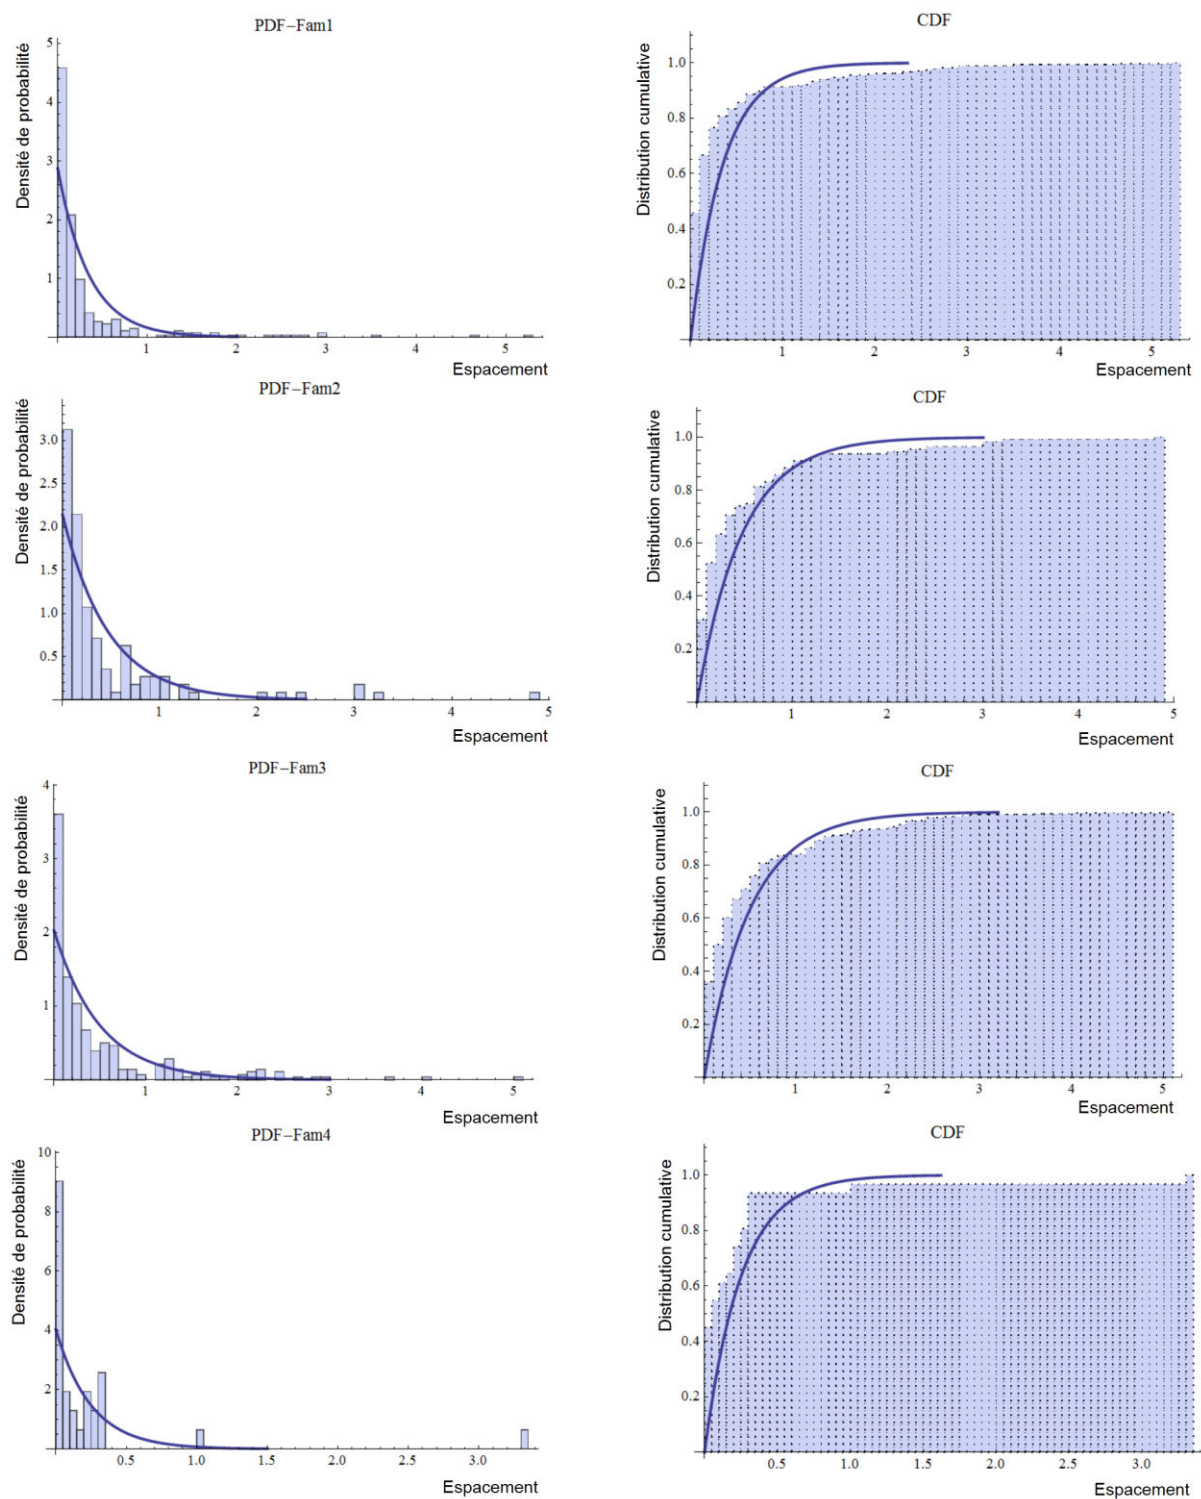 PDF−Fam1
Densité de probabilité
5
4
3
2
1
1 2 3 4 5
Espacement
CDF
Distribution cumulative
1.0
0.8
0.6
0.4
0.2
1 2 3 4 5
Espacement
PDF−Fam2
Densité de probabilité
3.0
2.5
2.0
1.5
1.0
0.5
1 2 3 4 5
Espacement
CDF
Distribution cumulative
1.0
0.8
0.6
0.4
0.2
1 2 3 4 5
Espacement
PDF−Fam3
Densité de probabilité
4
3
2
1
1 2 3 4 5
Espacement
CDF
Distribution cumulative
1.0
0.8
0.6
0.4
0.2
1 2 3 4 5
Espacement
PDF−Fam4
Densité de probabilité
10
8
6
4
2
0.5 1.0 1.5 2.0 2.5 3.0
Espacement
CDF
Distribution cumulative
1.0
0.8
0.6
0.4
0.2
0.5 1.0 1.5 2.0 2.5 3.0
Espacement